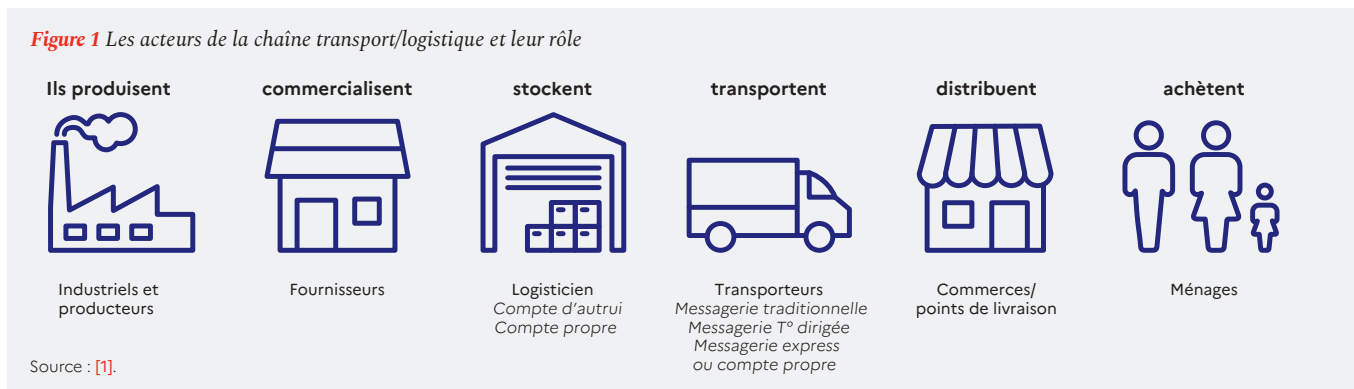 Figure 1 Les acteurs de la chaîne transport/logistique et leur rôle
Ils produisent
commercialisent
stockent
transportent
distribuent
achètent
Industriels et
producteurs
Fournisseurs
Logisticien
Compte d'autrui
Compte propre
Transporteurs
Messagerie traditionnelle
Messagerie T° dirigée
Messagerie express
ou compte propre
Commerces/
points de livraison
Ménages
Source : [1].